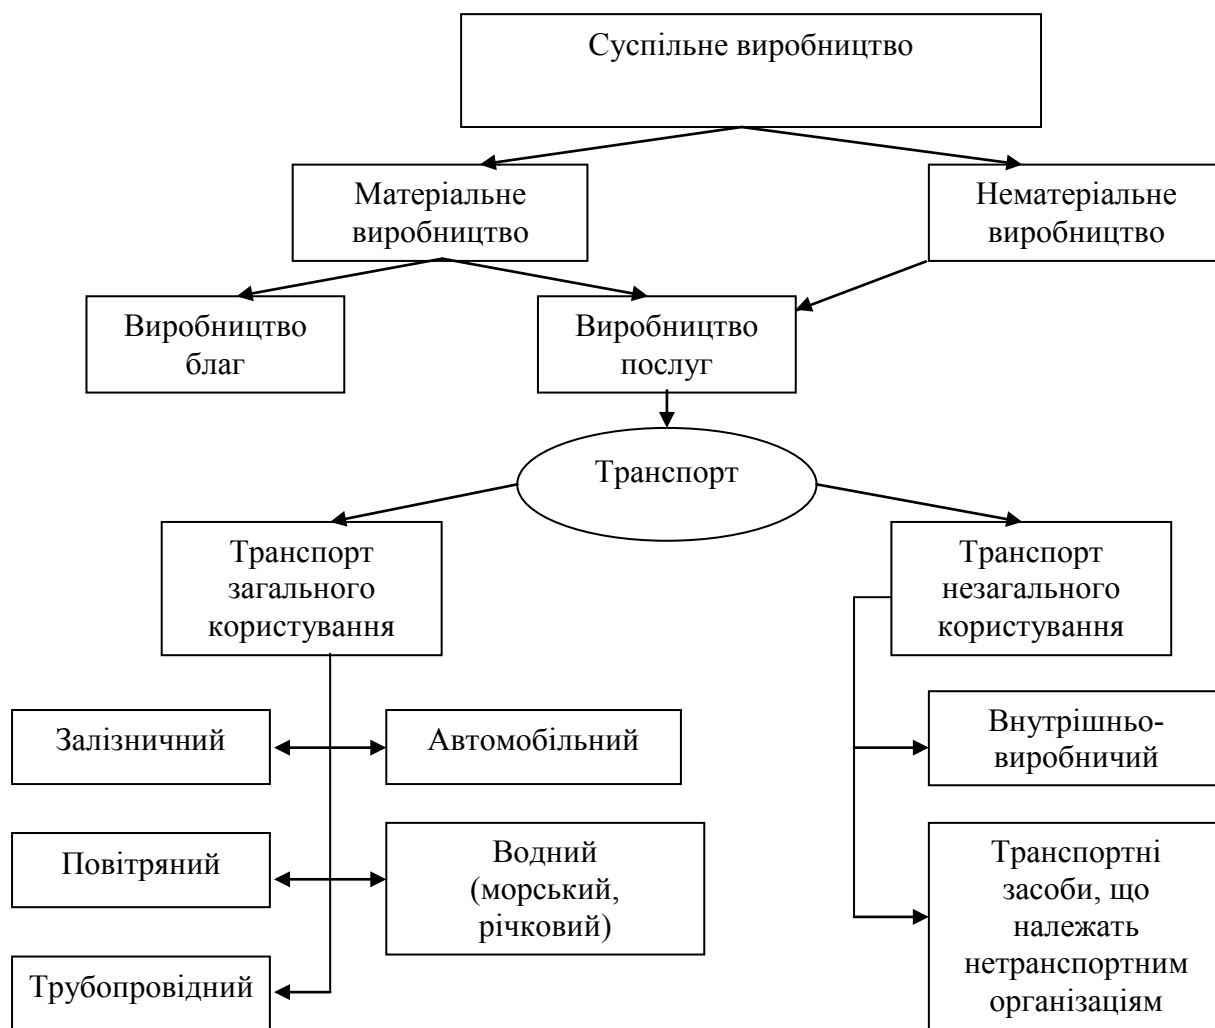 Суспільне виробництво
Матеріальне
виробництво
Нематеріальне
виробництво
Виробництво
благ
Виробництво
послуг
Транспорт
Транспорт
загального
користування
Транспорт
незагального
користування
Залізничний
Автомобільний
Внутрішньо-
виробничий
Повітряний
Водний
(морський,
річковий)
Транспортні
засоби, що
належать
нетранспортним
організаціям
Трубопровідний